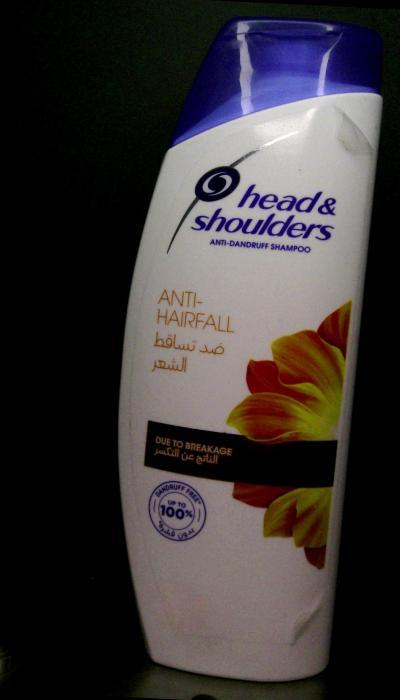 head &
shoulders
ANTI-DANDRUFF SHAMPOO
ANTI-
HAIRFALL
ضد تساقط
الشعر
DUE TO BREAKAGE
الناتج عن التكسر
DANDRUFF FREE*
UP TO
100%
بدون قشرة*